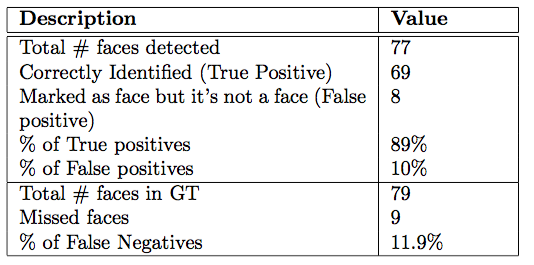 Description Value
Total # faces detected 77
Correctly Identified (True Positive) 69
Marked as face but it's not a face (False 8
positive)
% of True positives 89%
% of False positives 10%
Total # faces in GT 79
Missed faces 9
% of False Negatives 11.9%